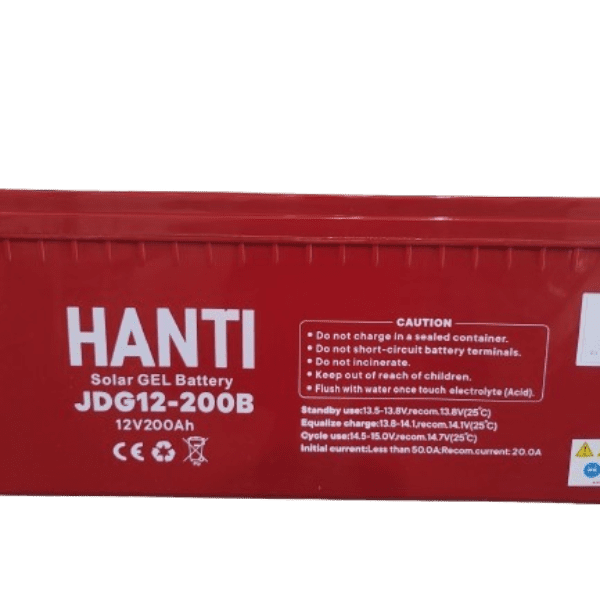 HANTI
Solar GEL Battery
JDG12-200B
12V200Ah
CE
CAUTION
• Do not charge in a sealed container.
• Do not short-circuit battery terminals.
• Do not incinerate.
• Keep out of reach of children.
• Flush with water once touch electrolyte (Acid).
Standby use:13.5-13.8V,recom.13.8V(25℃)
Equalize charge:13.8-14.1,recom.14.1V(25℃)
Cycle use:14.5-15.0V,recom.14.7V(25℃)
Initial current:Less than 50.0A;Recom.current: 20.0A